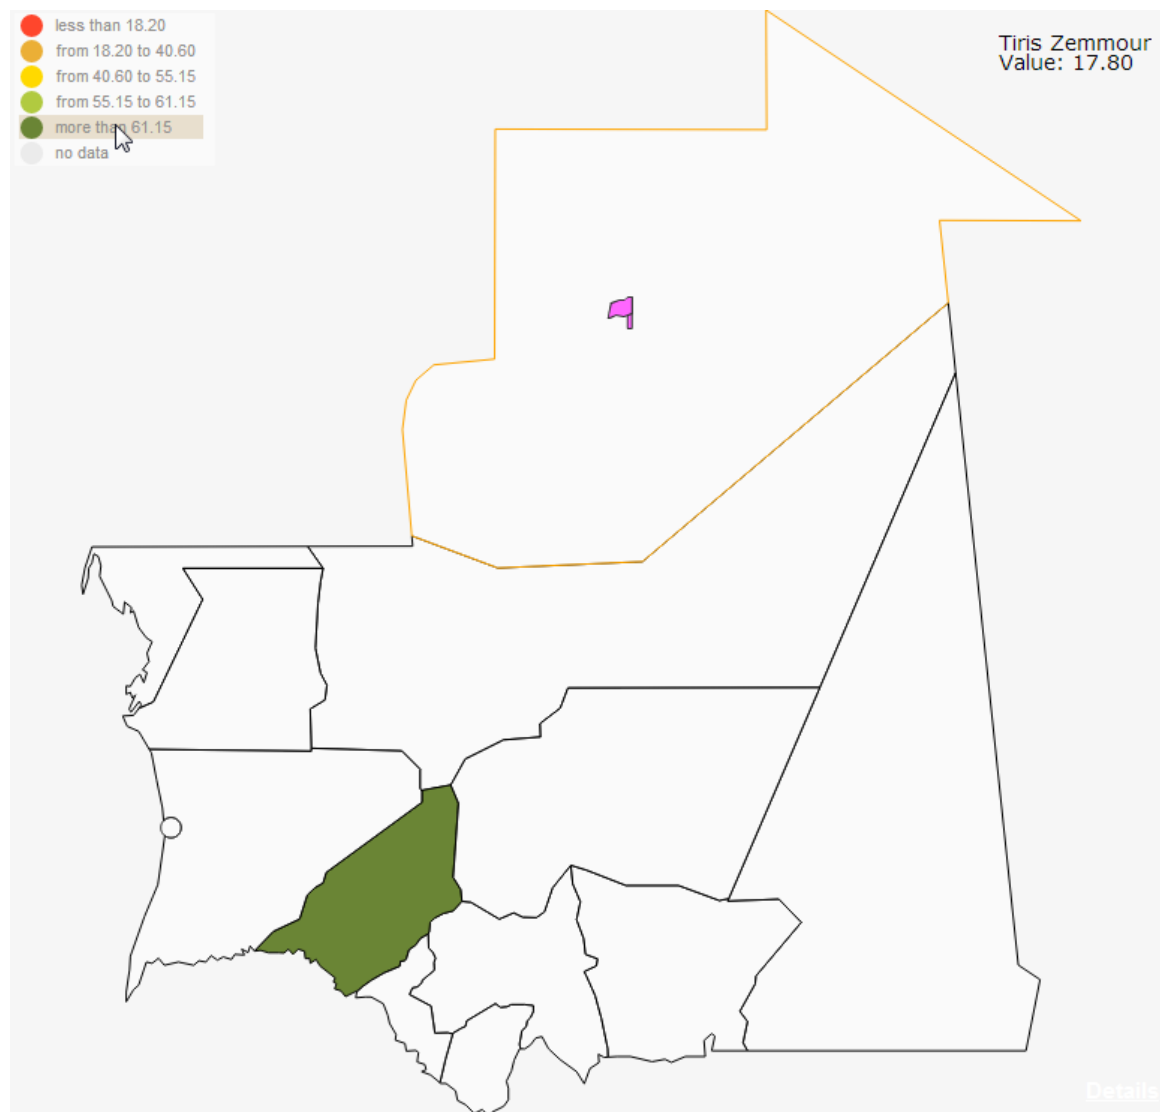 less than 18.20
from 18.20 to 40.60
from 40.60 to 55.15
from 55.15 to 61.15
more than 61.15
no data
Tiris Zemmour
Value: 17.80
Details